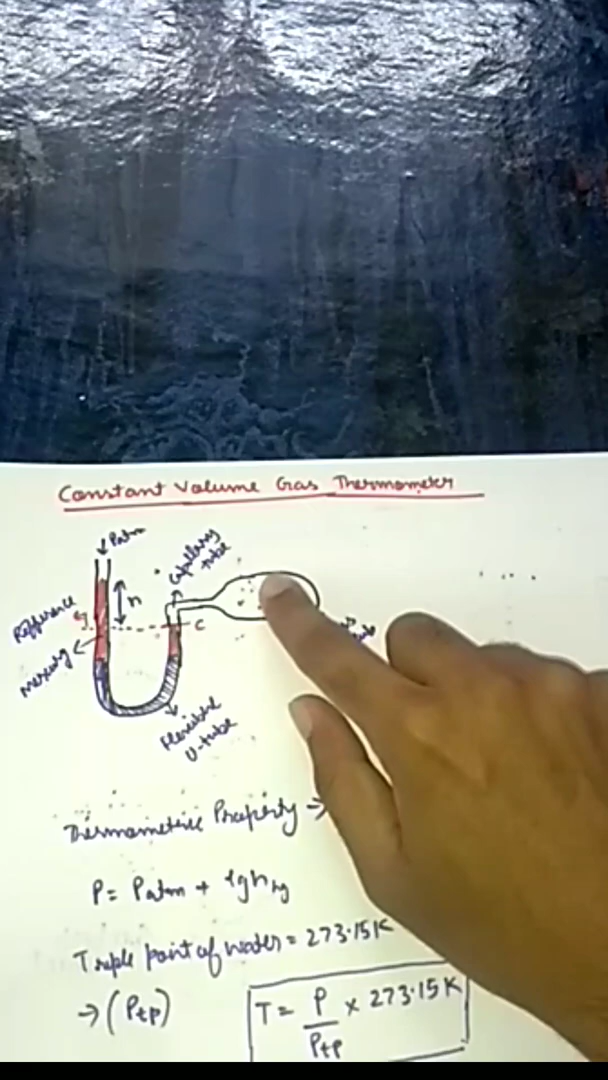 Constant Volume Gas Thermometer
Patm
Capillary
tube
h
Refference
C
Mercury
Flexible
U-tube
Thermometric Property →
P = Patm + ρghHg
Triple point of water = 273.15K
→ (Ptp)
T = P/Ptp × 273.15K